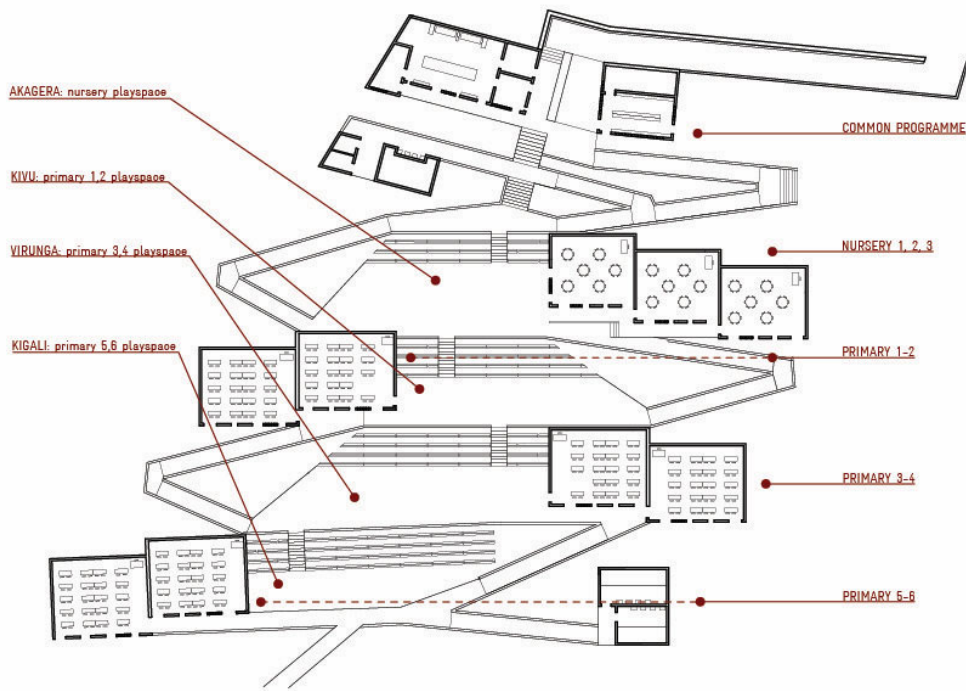 AKAGERA: nursery playspace
COMMON PROGRAMME
KIVU: primary 1,2 playspace
VIRUNGA: primary 3,4 playspace
NURSERY 1, 2, 3
KIGALI: primary 5,6 playspace
PRIMARY 1-2
PRIMARY 3-4
PRIMARY 5-6